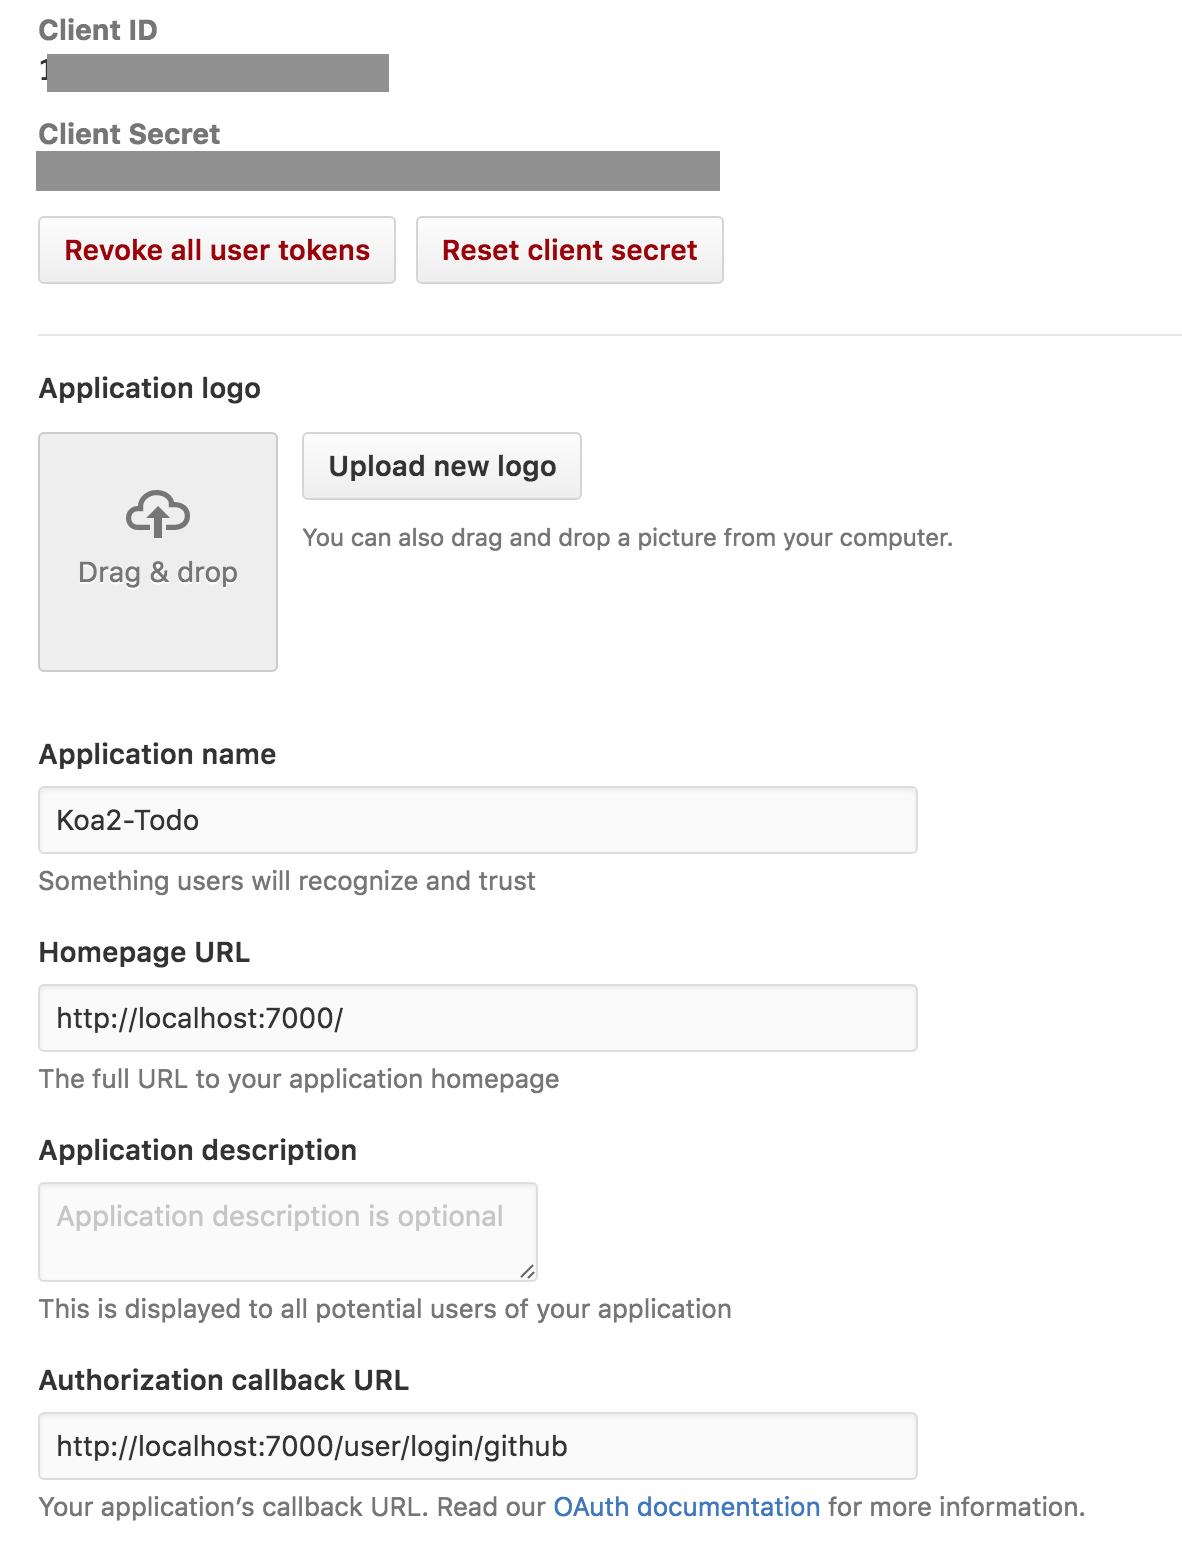 Client ID
1
Client Secret
Revoke all user tokens
Reset client secret
Application logo
Drag & drop
Upload new logo
You can also drag and drop a picture from your computer.
Application name
Koa2-Todo
Something users will recognize and trust
Homepage URL
http://localhost:7000/
The full URL to your application homepage
Application description
Application description is optional
This is displayed to all potential users of your application
Authorization callback URL
http://localhost:7000/user/login/github
Your application’s callback URL. Read our OAuth documentation for more information.